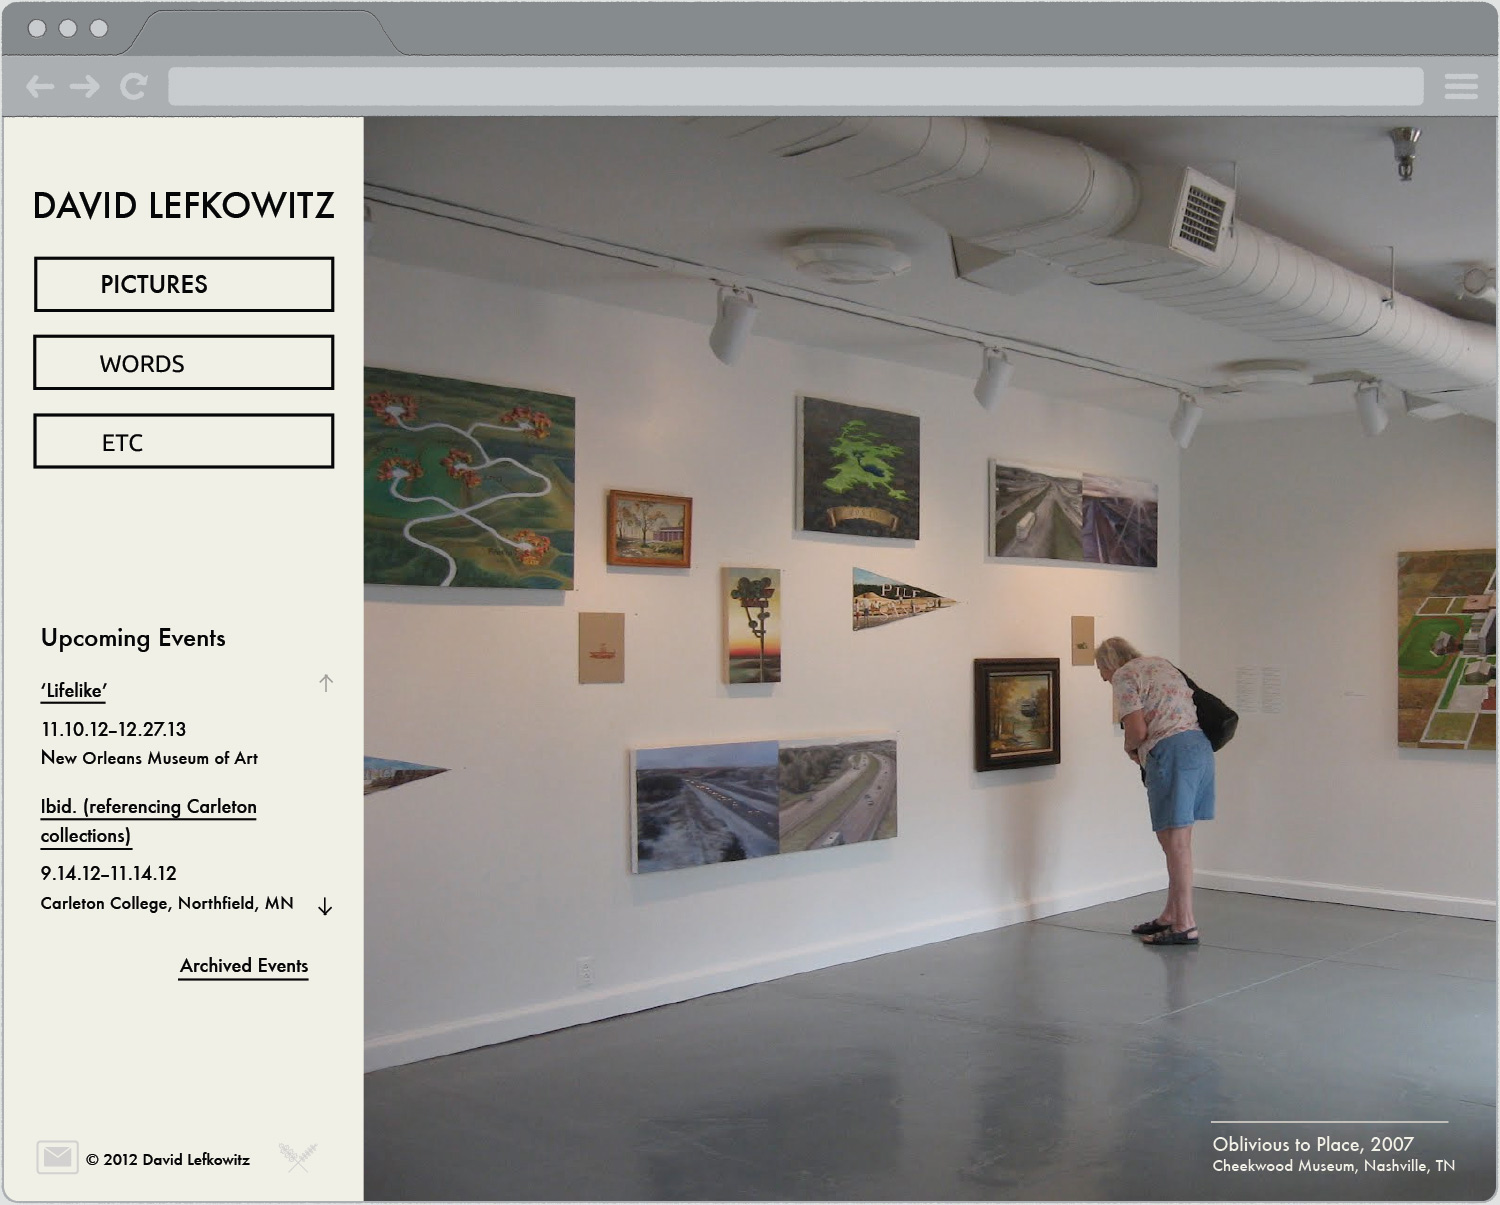 DAVID LEFKOWITZ
PICTURES
WORDS
ETC
Upcoming Events
‘Lifelike’
11.10.12–12.27.13
New Orleans Museum of Art
Ibid. (referencing Carleton
collections)
9.14.12–11.14.12
Carleton College, Northfield, MN
Archived Events
© 2012 David Lefkowitz
Oblivious to Place, 2007
Cheekwood Museum, Nashville, TN